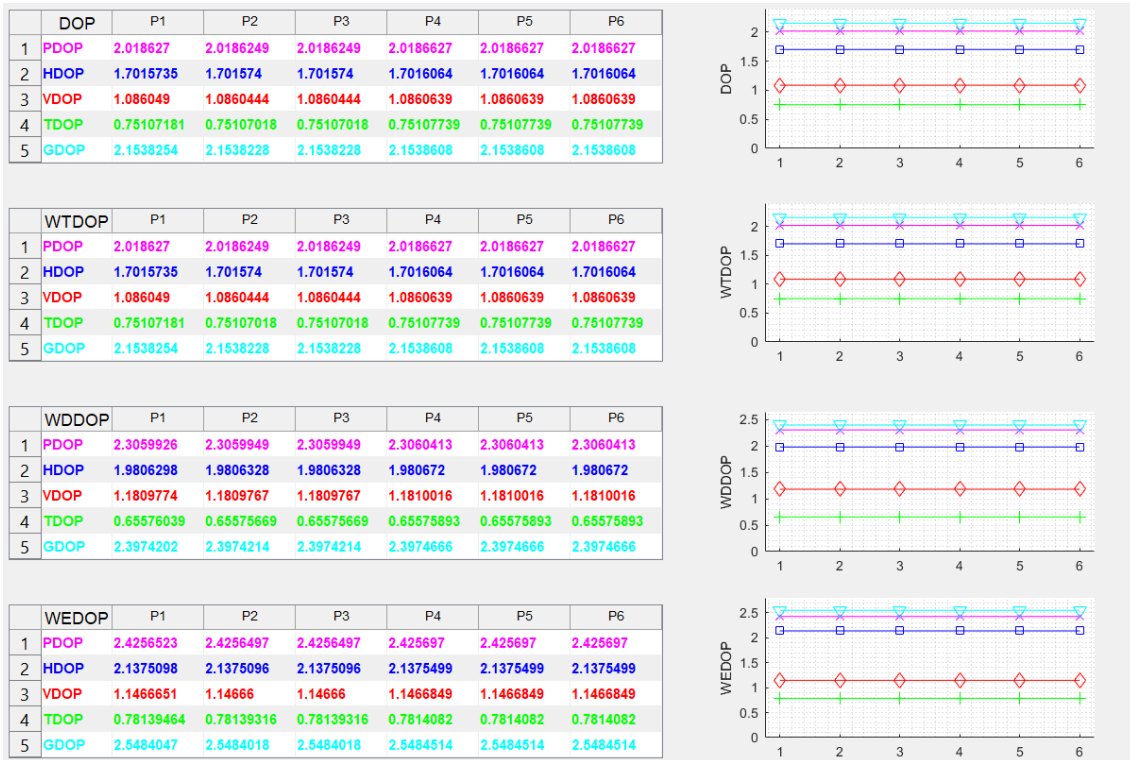 DOP P1 P2 P3 P4 P5 P6
1 PDOP 2.018627 2.0186249 2.0186249 2.0186627 2.0186627 2.0186627
2 HDOP 1.7015735 1.701574 1.701574 1.7016064 1.7016064 1.7016064
3 VDOP 1.086049 1.0860444 1.0860444 1.0860639 1.0860639 1.0860639
4 TDOP 0.75107181 0.75107018 0.75107018 0.75107739 0.75107739 0.75107739
5 GDOP 2.1538254 2.1538228 2.1538228 2.1538608 2.1538608 2.1538608
DOP
2
1.5
1
0.5
0
1 2 3 4 5 6
WTDOP P1 P2 P3 P4 P5 P6
1 PDOP 2.018627 2.0186249 2.0186249 2.0186627 2.0186627 2.0186627
2 HDOP 1.7015735 1.701574 1.701574 1.7016064 1.7016064 1.7016064
3 VDOP 1.086049 1.0860444 1.0860444 1.0860639 1.0860639 1.0860639
4 TDOP 0.75107181 0.75107018 0.75107018 0.75107739 0.75107739 0.75107739
5 GDOP 2.1538254 2.1538228 2.1538228 2.1538608 2.1538608 2.1538608
WTDOP
2
1.5
1
0.5
0
1 2 3 4 5 6
WDDOP P1 P2 P3 P4 P5 P6
1 PDOP 2.3059926 2.3059949 2.3059949 2.3060413 2.3060413 2.3060413
2 HDOP 1.9806298 1.9806328 1.9806328 1.980672 1.980672 1.980672
3 VDOP 1.1809774 1.1809767 1.1809767 1.1810016 1.1810016 1.1810016
4 TDOP 0.65576039 0.65575669 0.65575669 0.65575893 0.65575893 0.65575893
5 GDOP 2.3974202 2.3974214 2.3974214 2.3974666 2.3974666 2.3974666
WDDOP
2.5
2
1.5
1
0.5
0
1 2 3 4 5 6
WEDOP P1 P2 P3 P4 P5 P6
1 PDOP 2.4256523 2.4256497 2.4256497 2.425697 2.425697 2.425697
2 HDOP 2.1375098 2.1375096 2.1375096 2.1375499 2.1375499 2.1375499
3 VDOP 1.1466651 1.14666 1.14666 1.1466849 1.1466849 1.1466849
4 TDOP 0.78139464 0.78139316 0.78139316 0.7814082 0.7814082 0.7814082
5 GDOP 2.5484047 2.5484018 2.5484018 2.5484514 2.5484514 2.5484514
WEDOP
2.5
2
1.5
1
0.5
0
1 2 3 4 5 6